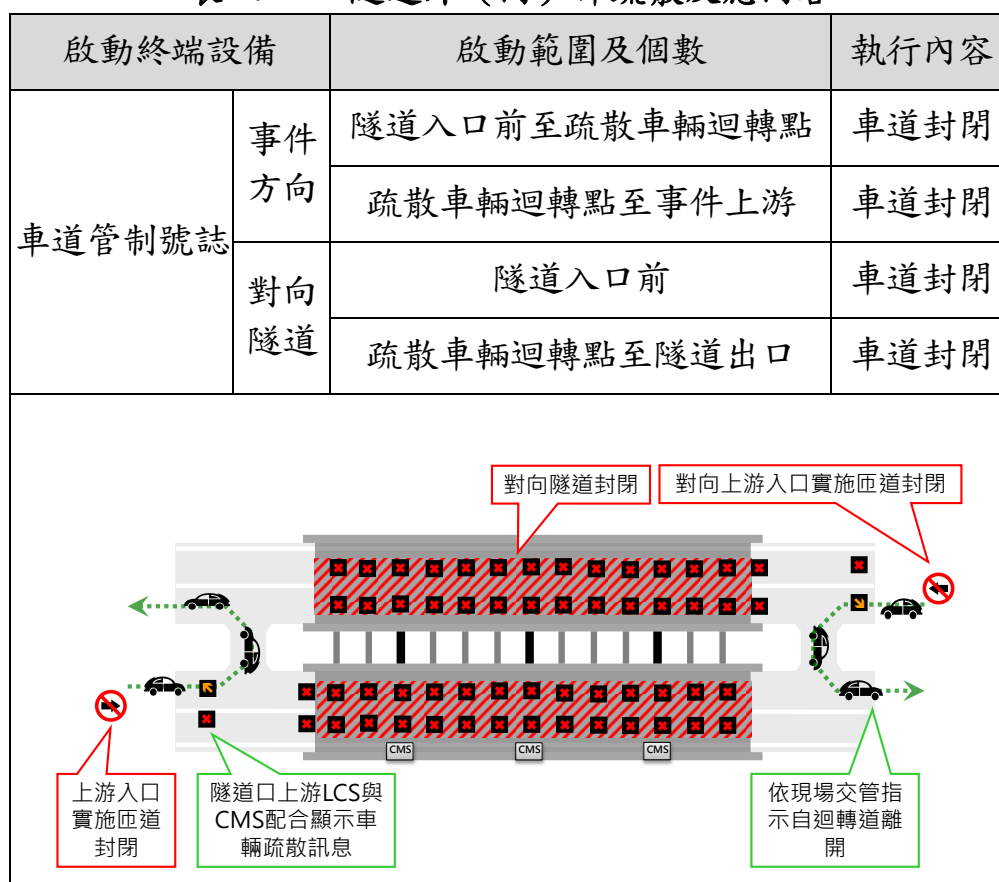 啟動終端設備
啟動範圍及個數
執行內容
車道管制號誌
事件
方向
隧道入口前至疏散車輛迴轉點
車道封閉
疏散車輛迴轉點至事件上游
車道封閉
對向
隧道
隧道入口前
車道封閉
疏散車輛迴轉點至隧道出口
車道封閉
對向隧道封閉
對向上游入口實施匝道封閉
CMS
CMS
CMS
上游入口
實施匝道
封閉
隧道口上游LCS與
CMS配合顯示車
輛疏散訊息
依現場交管指
示自迴轉道離
開